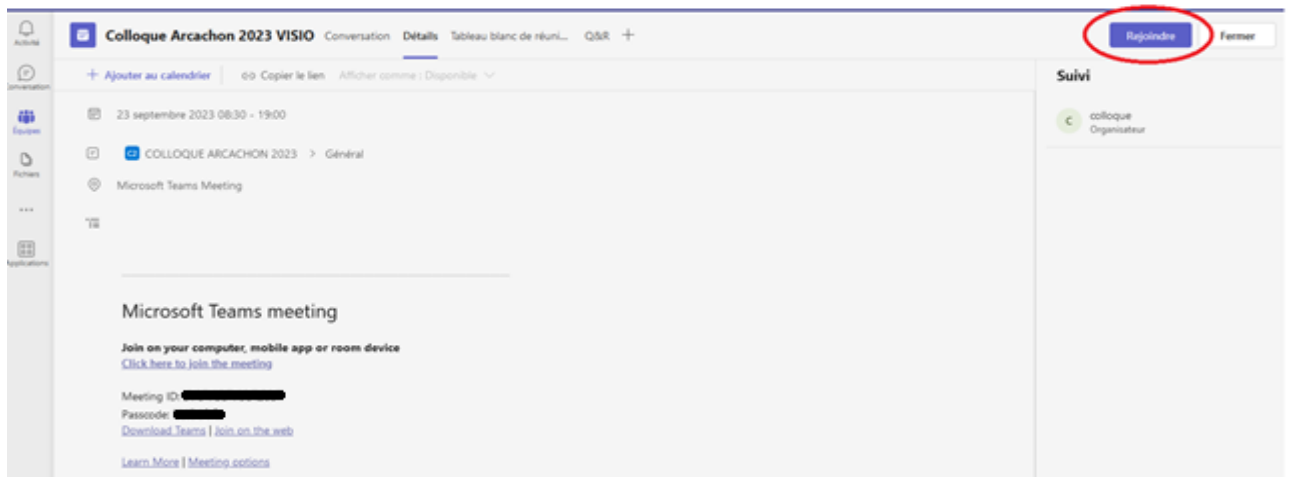 Activité
Conversation
Équipes
Fichiers
Applications
Colloque Arcachon 2023 VISIO Conversation Détails Tableau blanc de réuni... Q&R +
Rejoindre Fermer
+ Ajouter au calendrier Copier le lien Afficher comme : Disponible
23 septembre 2023 08:30 - 19:00
C2 COLLOQUE ARCACHON 2023 > Général
Microsoft Teams Meeting
Microsoft Teams meeting
Join on your computer, mobile app or room device
Click here to join the meeting
Meeting ID:
Passcode:
Download Teams | Join on the web
Learn More | Meeting options
Suivi
C colloque
Organisateur